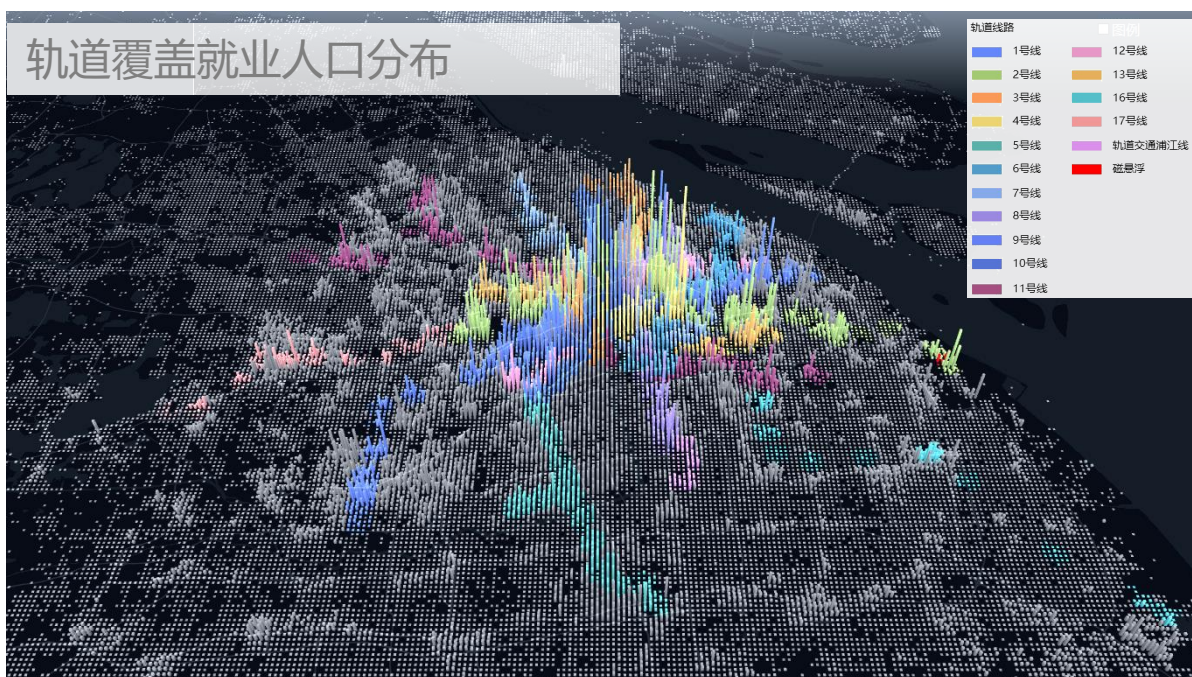 轨道覆盖就业人口分布
轨道线路
图例
1号线
2号线
3号线
4号线
5号线
6号线
7号线
8号线
9号线
10号线
11号线
12号线
13号线
16号线
17号线
轨道交通浦江线
磁悬浮